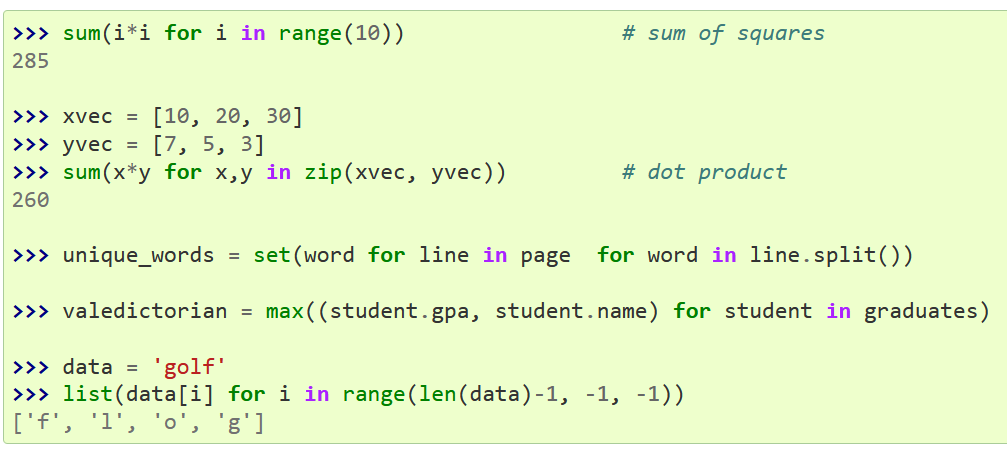 >>> sum(i*i for i in range(10))                 # sum of squares
285
>>> xvec = [10, 20, 30]
>>> yvec = [7, 5, 3]
>>> sum(x*y for x,y in zip(xvec, yvec))         # dot product
260
>>> unique_words = set(word for line in page  for word in line.split())
>>> valedictorian = max((student.gpa, student.name) for student in graduates)
>>> data = 'golf'
>>> list(data[i] for i in range(len(data)-1, -1, -1))
['f', 'l', 'o', 'g']